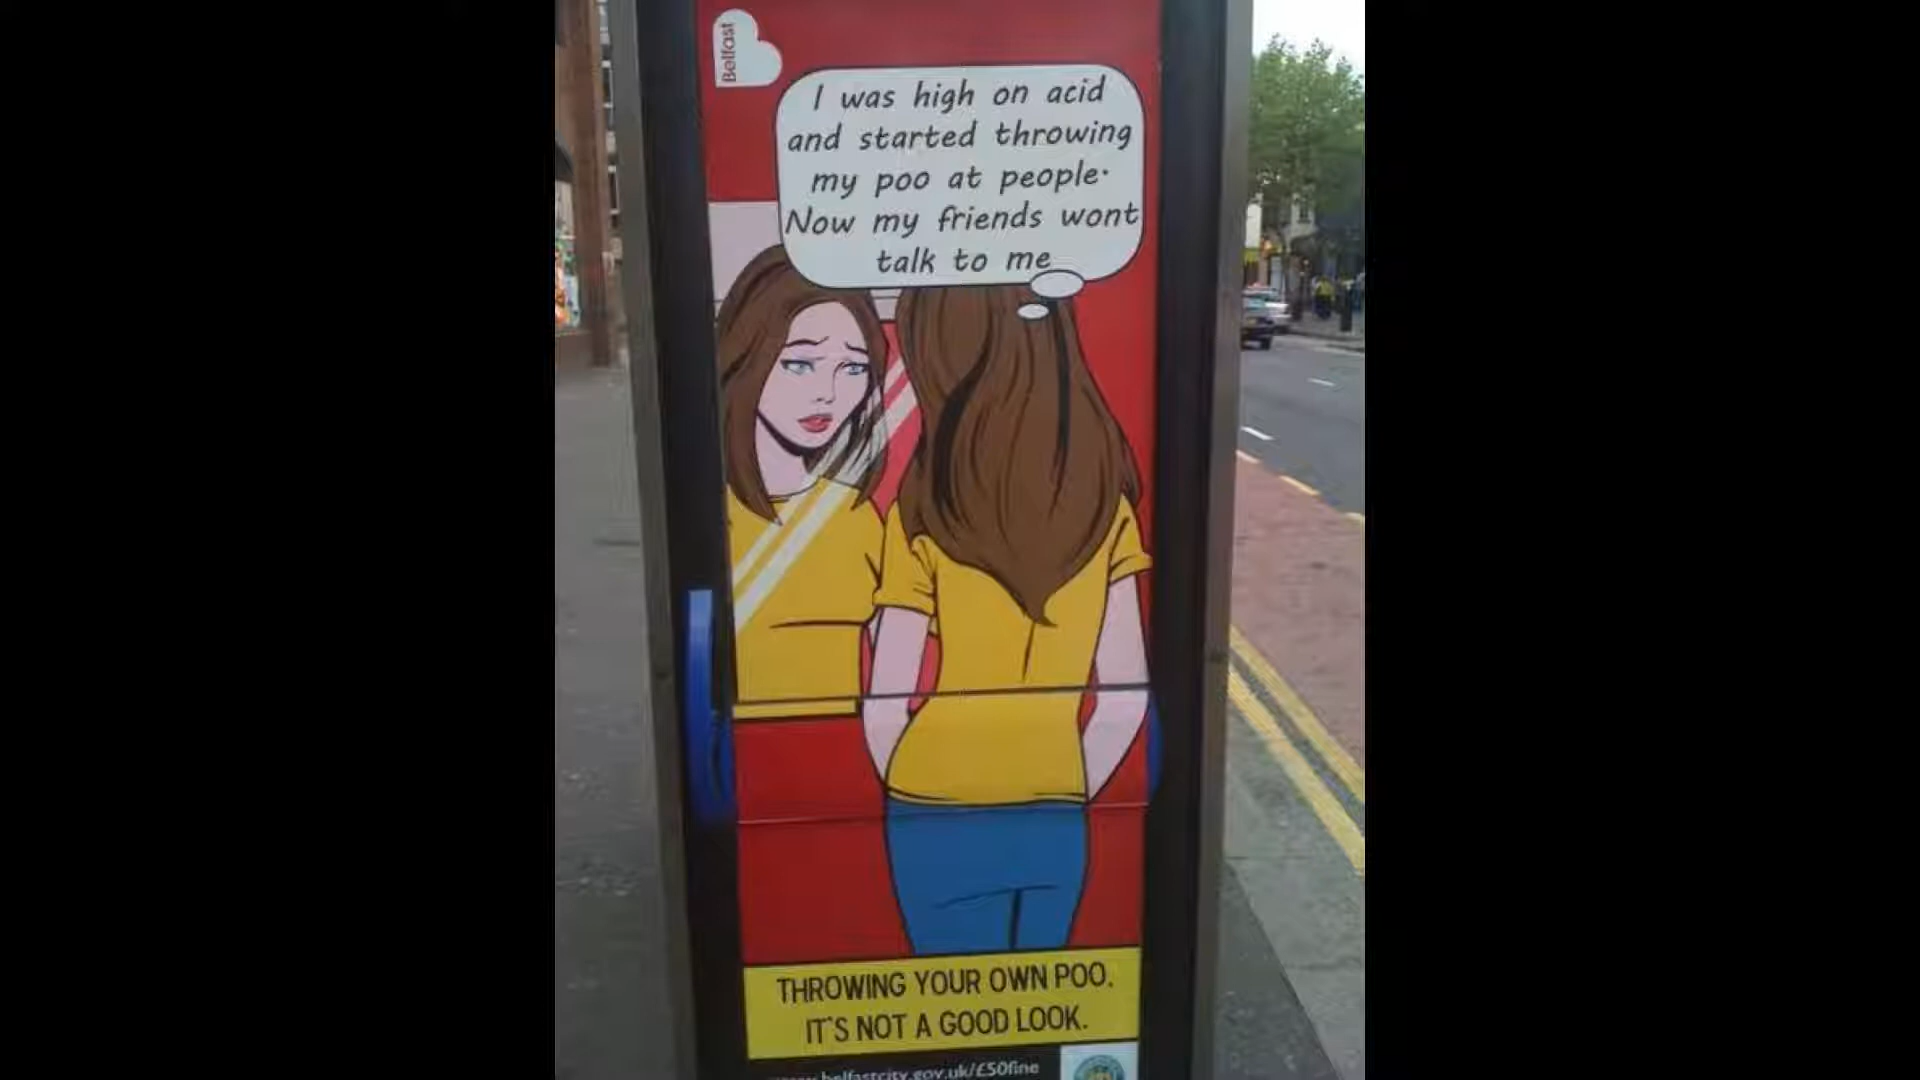 Belfast
I was high on acid
and started throwing
my poo at people.
Now my friends wont
talk to me
THROWING YOUR OWN POO.
IT'S NOT A GOOD LOOK.
www.belfastcity.gov.uk/£50fine